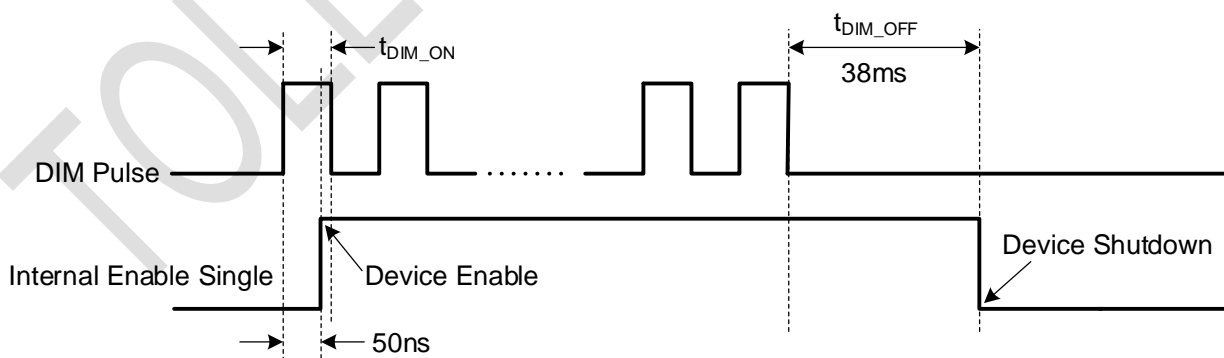 tDIM_ON
tDIM_OFF
38ms
DIM Pulse
Internal Enable Single
Device Enable
Device Shutdown
50ns